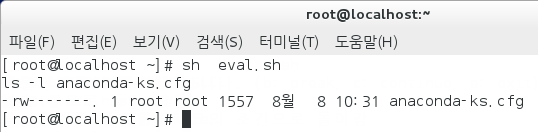 root@localhost:~
파일(F) 편집(E) 보기(V) 검색(S) 터미널(T) 도움말(H)
[root@localhost ~]# sh  eval.sh
ls -l anaconda-ks.cfg
-rw-------. 1 root root 1557  8월  8 10:31 anaconda-ks.cfg
[root@localhost ~]#